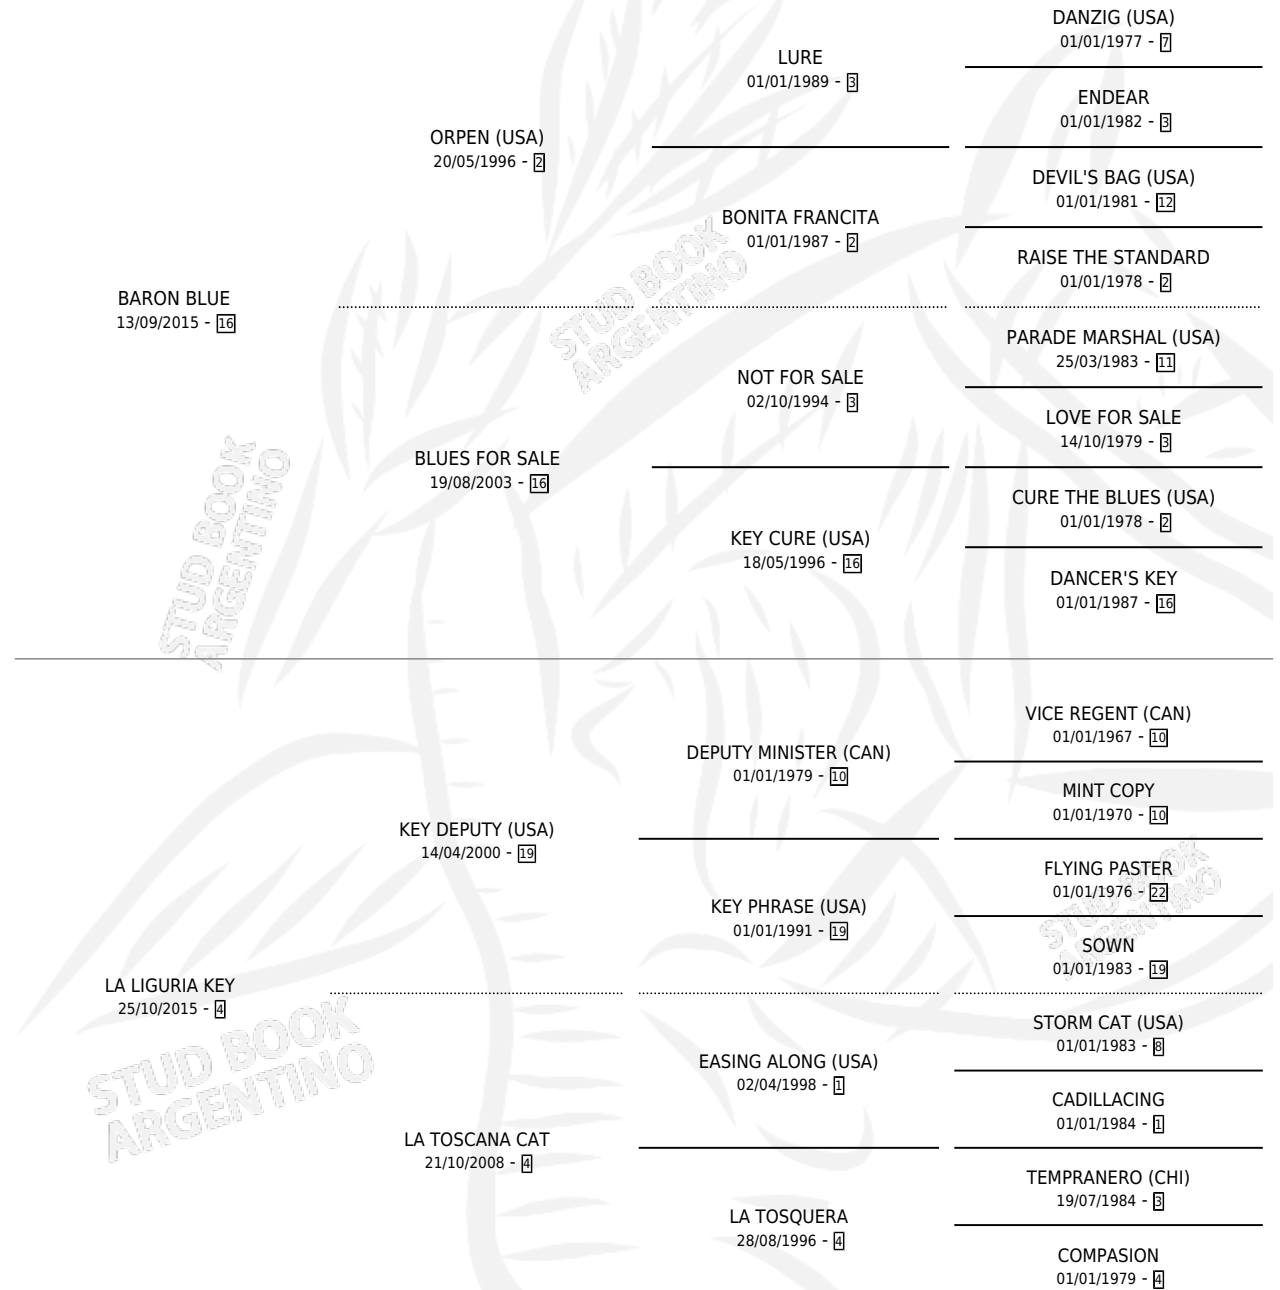 DANZIG (USA)
01/01/1977 - 7
LURE
01/01/1989 - 3
ENDEAR
01/01/1982 - 3
ORPEN (USA)
20/05/1996 - 2
DEVIL'S BAG (USA)
01/01/1981 - 12
BONITA FRANCITA
01/01/1987 - 2
RAISE THE STANDARD
01/01/1978 - 2
BARON BLUE
13/09/2015 - 16
PARADE MARSHAL (USA)
25/03/1983 - 11
NOT FOR SALE
02/10/1994 - 3
LOVE FOR SALE
14/10/1979 - 3
BLUES FOR SALE
19/08/2003 - 16
CURE THE BLUES (USA)
01/01/1978 - 2
KEY CURE (USA)
18/05/1996 - 16
DANCER'S KEY
01/01/1987 - 16
VICE REGENT (CAN)
01/01/1967 - 10
DEPUTY MINISTER (CAN)
01/01/1979 - 10
MINT COPY
01/01/1970 - 10
KEY DEPUTY (USA)
14/04/2000 - 19
FLYING PASTER
01/01/1976 - 22
KEY PHRASE (USA)
01/01/1991 - 19
SOWN
01/01/1983 - 19
LA LIGURIA KEY
25/10/2015 - 4
STORM CAT (USA)
01/01/1983 - 8
EASING ALONG (USA)
02/04/1998 - 1
CADILLACING
01/01/1984 - 1
LA TOSCANA CAT
21/10/2008 - 4
TEMPRANERO (CHI)
19/07/1984 - 3
LA TOSQUERA
28/08/1996 - 4
COMPASION
01/01/1979 - 4
STUD BOOK
ARGENTINO
STUD BOOK
ARGENTINO
STUD BOOK
ARGENTINO
STUD BOOK
ARGENTINO